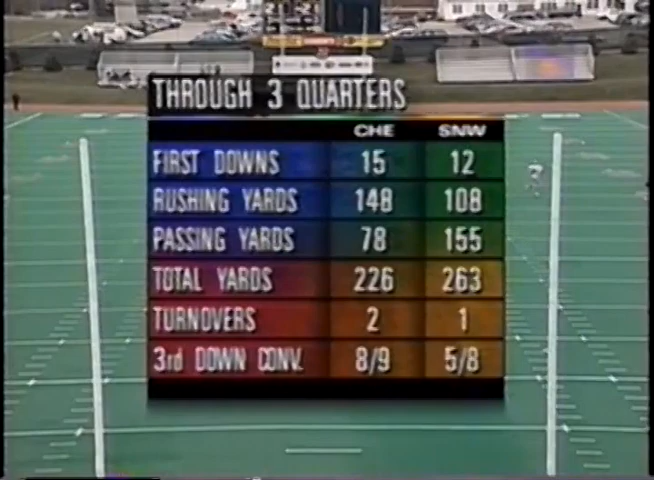 THROUGH 3 QUARTERS
CHE SNW
FIRST DOWNS 15 12
RUSHING YARDS 148 108
PASSING YARDS 78 155
TOTAL YARDS 226 263
TURNOVERS 2 1
3rd DOWN CONV. 8/9 5/8